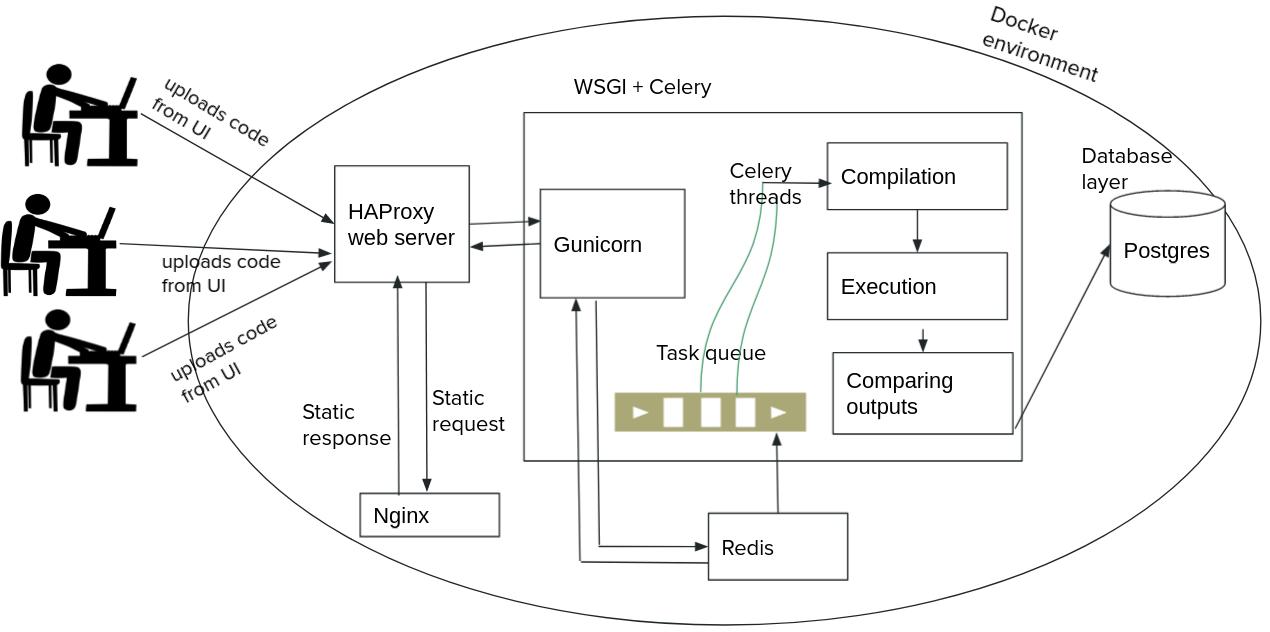 Docker
environment
WSGI + Celery
uploads code
from UI
Database
layer
Celery
threads
Compilation
HAProxy
web server
Gunicorn
Postgres
uploads code
from UI
Execution
uploads code
from UI
Task queue
Comparing
outputs
Static
response
Static
request
Nginx
Redis